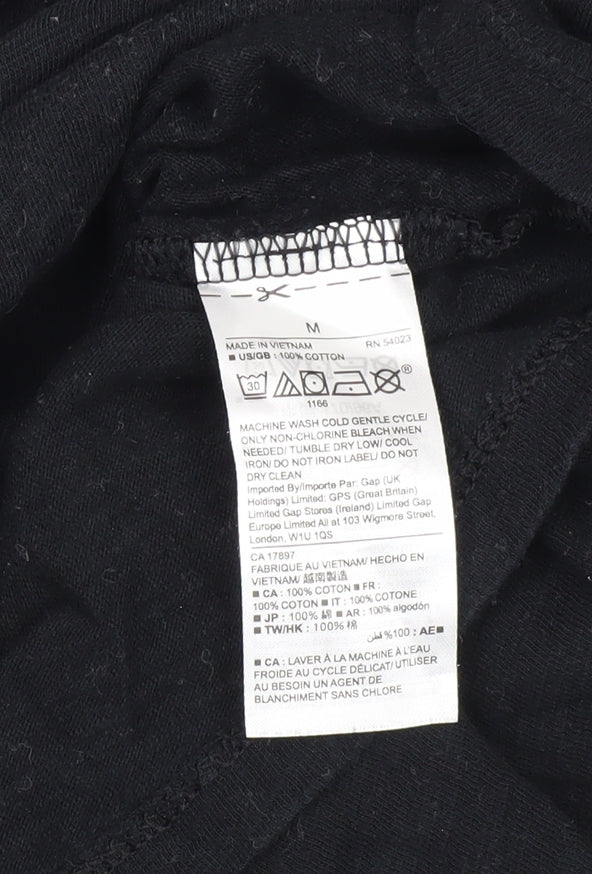 M
MADE IN VIETNAM RN 54023
■ US/GB : 100% COTTON
30
®
1166
MACHINE WASH COLD GENTLE CYCLE/
ONLY NON-CHLORINE BLEACH WHEN
NEEDED/ TUMBLE DRY LOW/ COOL
IRON/ DO NOT IRON LABEL/ DO NOT
DRY CLEAN
Imported By/Importe Par: Gap (UK
Holdings) Limited: GPS (Great Britain)
Limited Gap Stores (Ireland) Limited Gap
Europe Limited All at 103 Wigmore Street,
London, W1U 1QS
CA 17897
FABRIQUE AU VIETNAM/ HECHO EN
VIETNAM/ 越南製造
■ CA : 100% COTON ■ FR :
100% COTON ■ IT : 100% COTONE
■ JP : 100% 綿 ■ AR : 100% algodón
■ TW/HK : 100% 棉
■AE : 100% قطن
■ CA : LAVER À LA MACHINE À L'EAU
FROIDE AU CYCLE DÉLICAT/ UTILISER
AU BESOIN UN AGENT DE
BLANCHIMENT SANS CHLORE